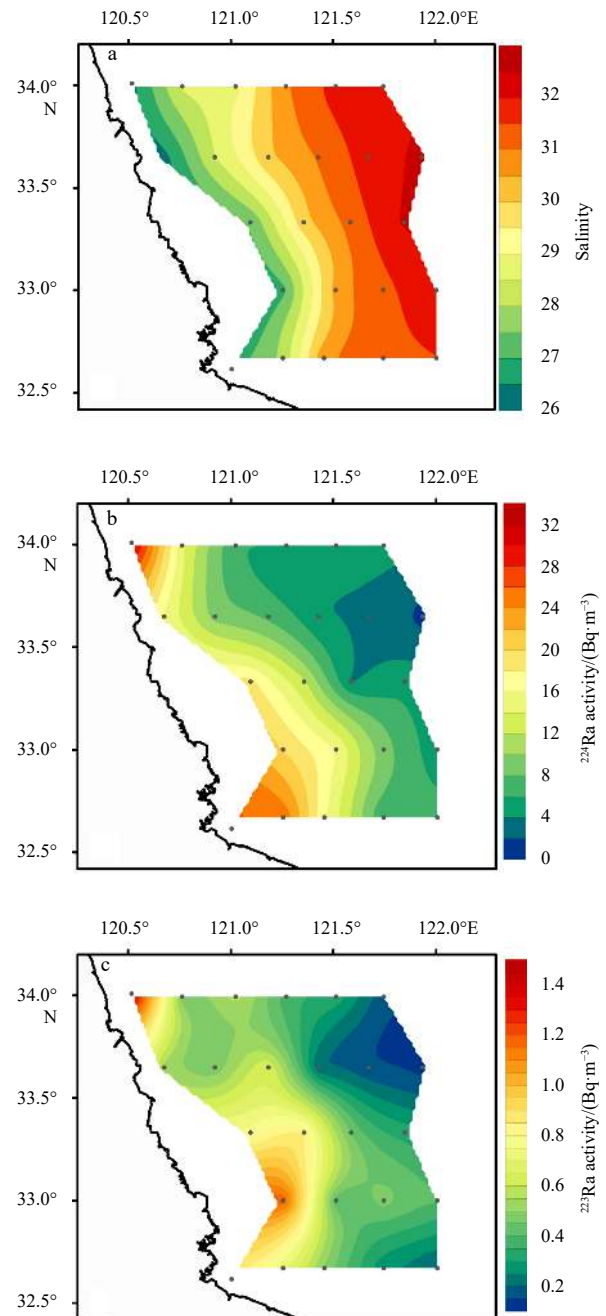 120.5° 121.0° 121.5° 122.0°E
a
34.0°
N
33.5°
33.0°
32.5°
32
31
30
29
28
27
26
Salinity
120.5° 121.0° 121.5° 122.0°E
b
34.0°
N
33.5°
33.0°
32.5°
32
28
24
20
16
12
8
4
0
²²⁴Ra activity/(Bq·m⁻³)
120.5° 121.0° 121.5° 122.0°E
c
34.0°
N
33.5°
33.0°
32.5°
1.4
1.2
1.0
0.8
0.6
0.4
0.2
²²³Ra activity/(Bq·m⁻³)